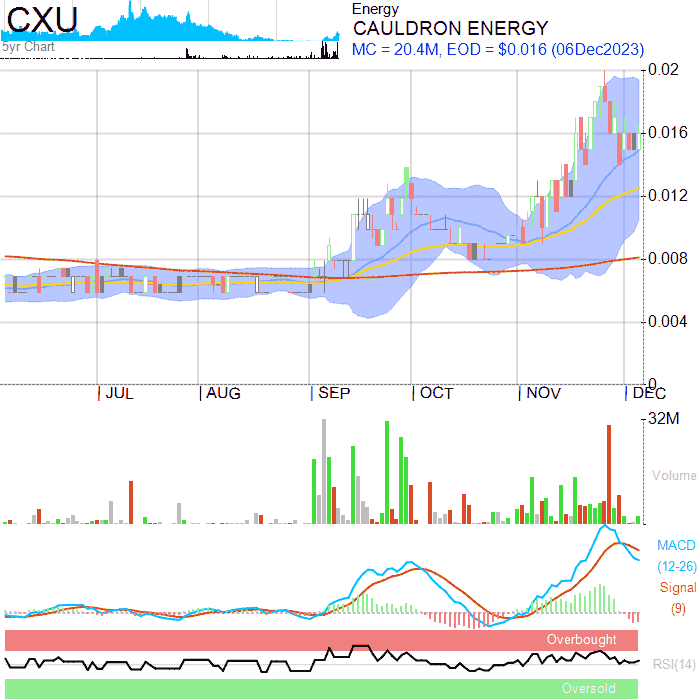 CXU
5yr Chart
Energy
CAULDRON ENERGY
MC = 20.4M, EOD = $0.016 (06Dec2023)
0.02
0.016
0.012
0.008
0.004
0
JUL AUG SEP OCT NOV DEC
32M
Volume
MACD
(12-26)
Signal
(9)
Overbought
RSI(14)
Oversold